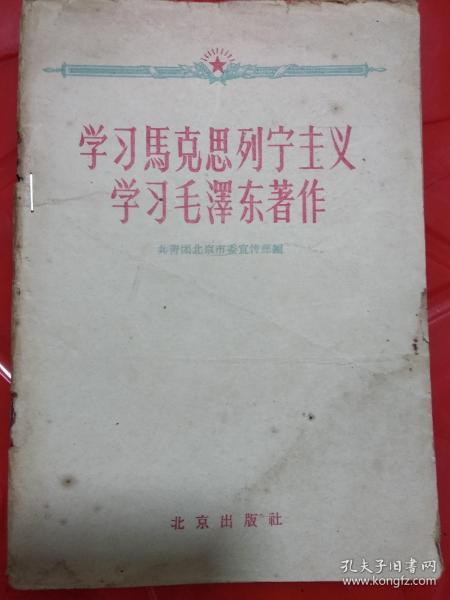 学习馬克思列宁主义
学习毛澤东著作
共青团北京市委宣传部編
北京出版社
孔夫子旧书网
www.kongfz.com